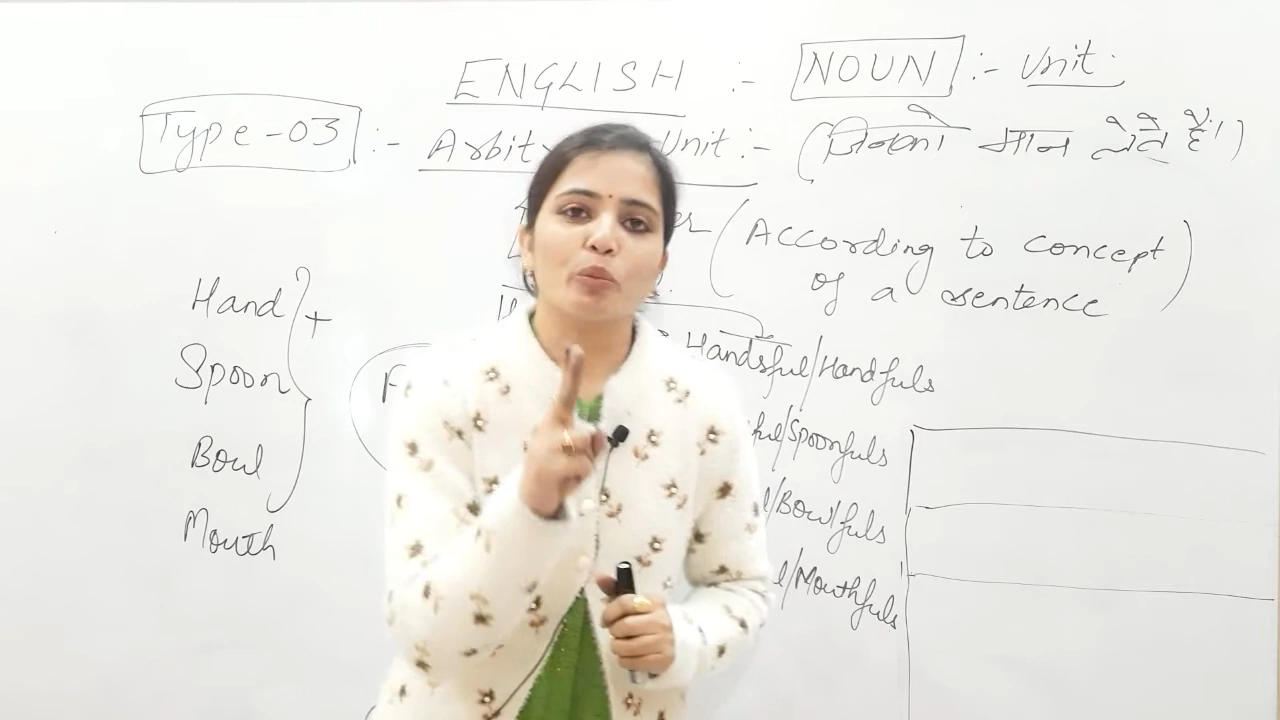 ENGLISH :- NOUN :- Unit.
Type-03 :- Arbit Unit :- (जिनको मान लेते हैं।)
(According to concept
of a sentence)
Hand +
Handsful/Handfuls
Spoon
/Spoonfuls
Bowl
/Bowlfuls
Mouth
/Mouthfuls